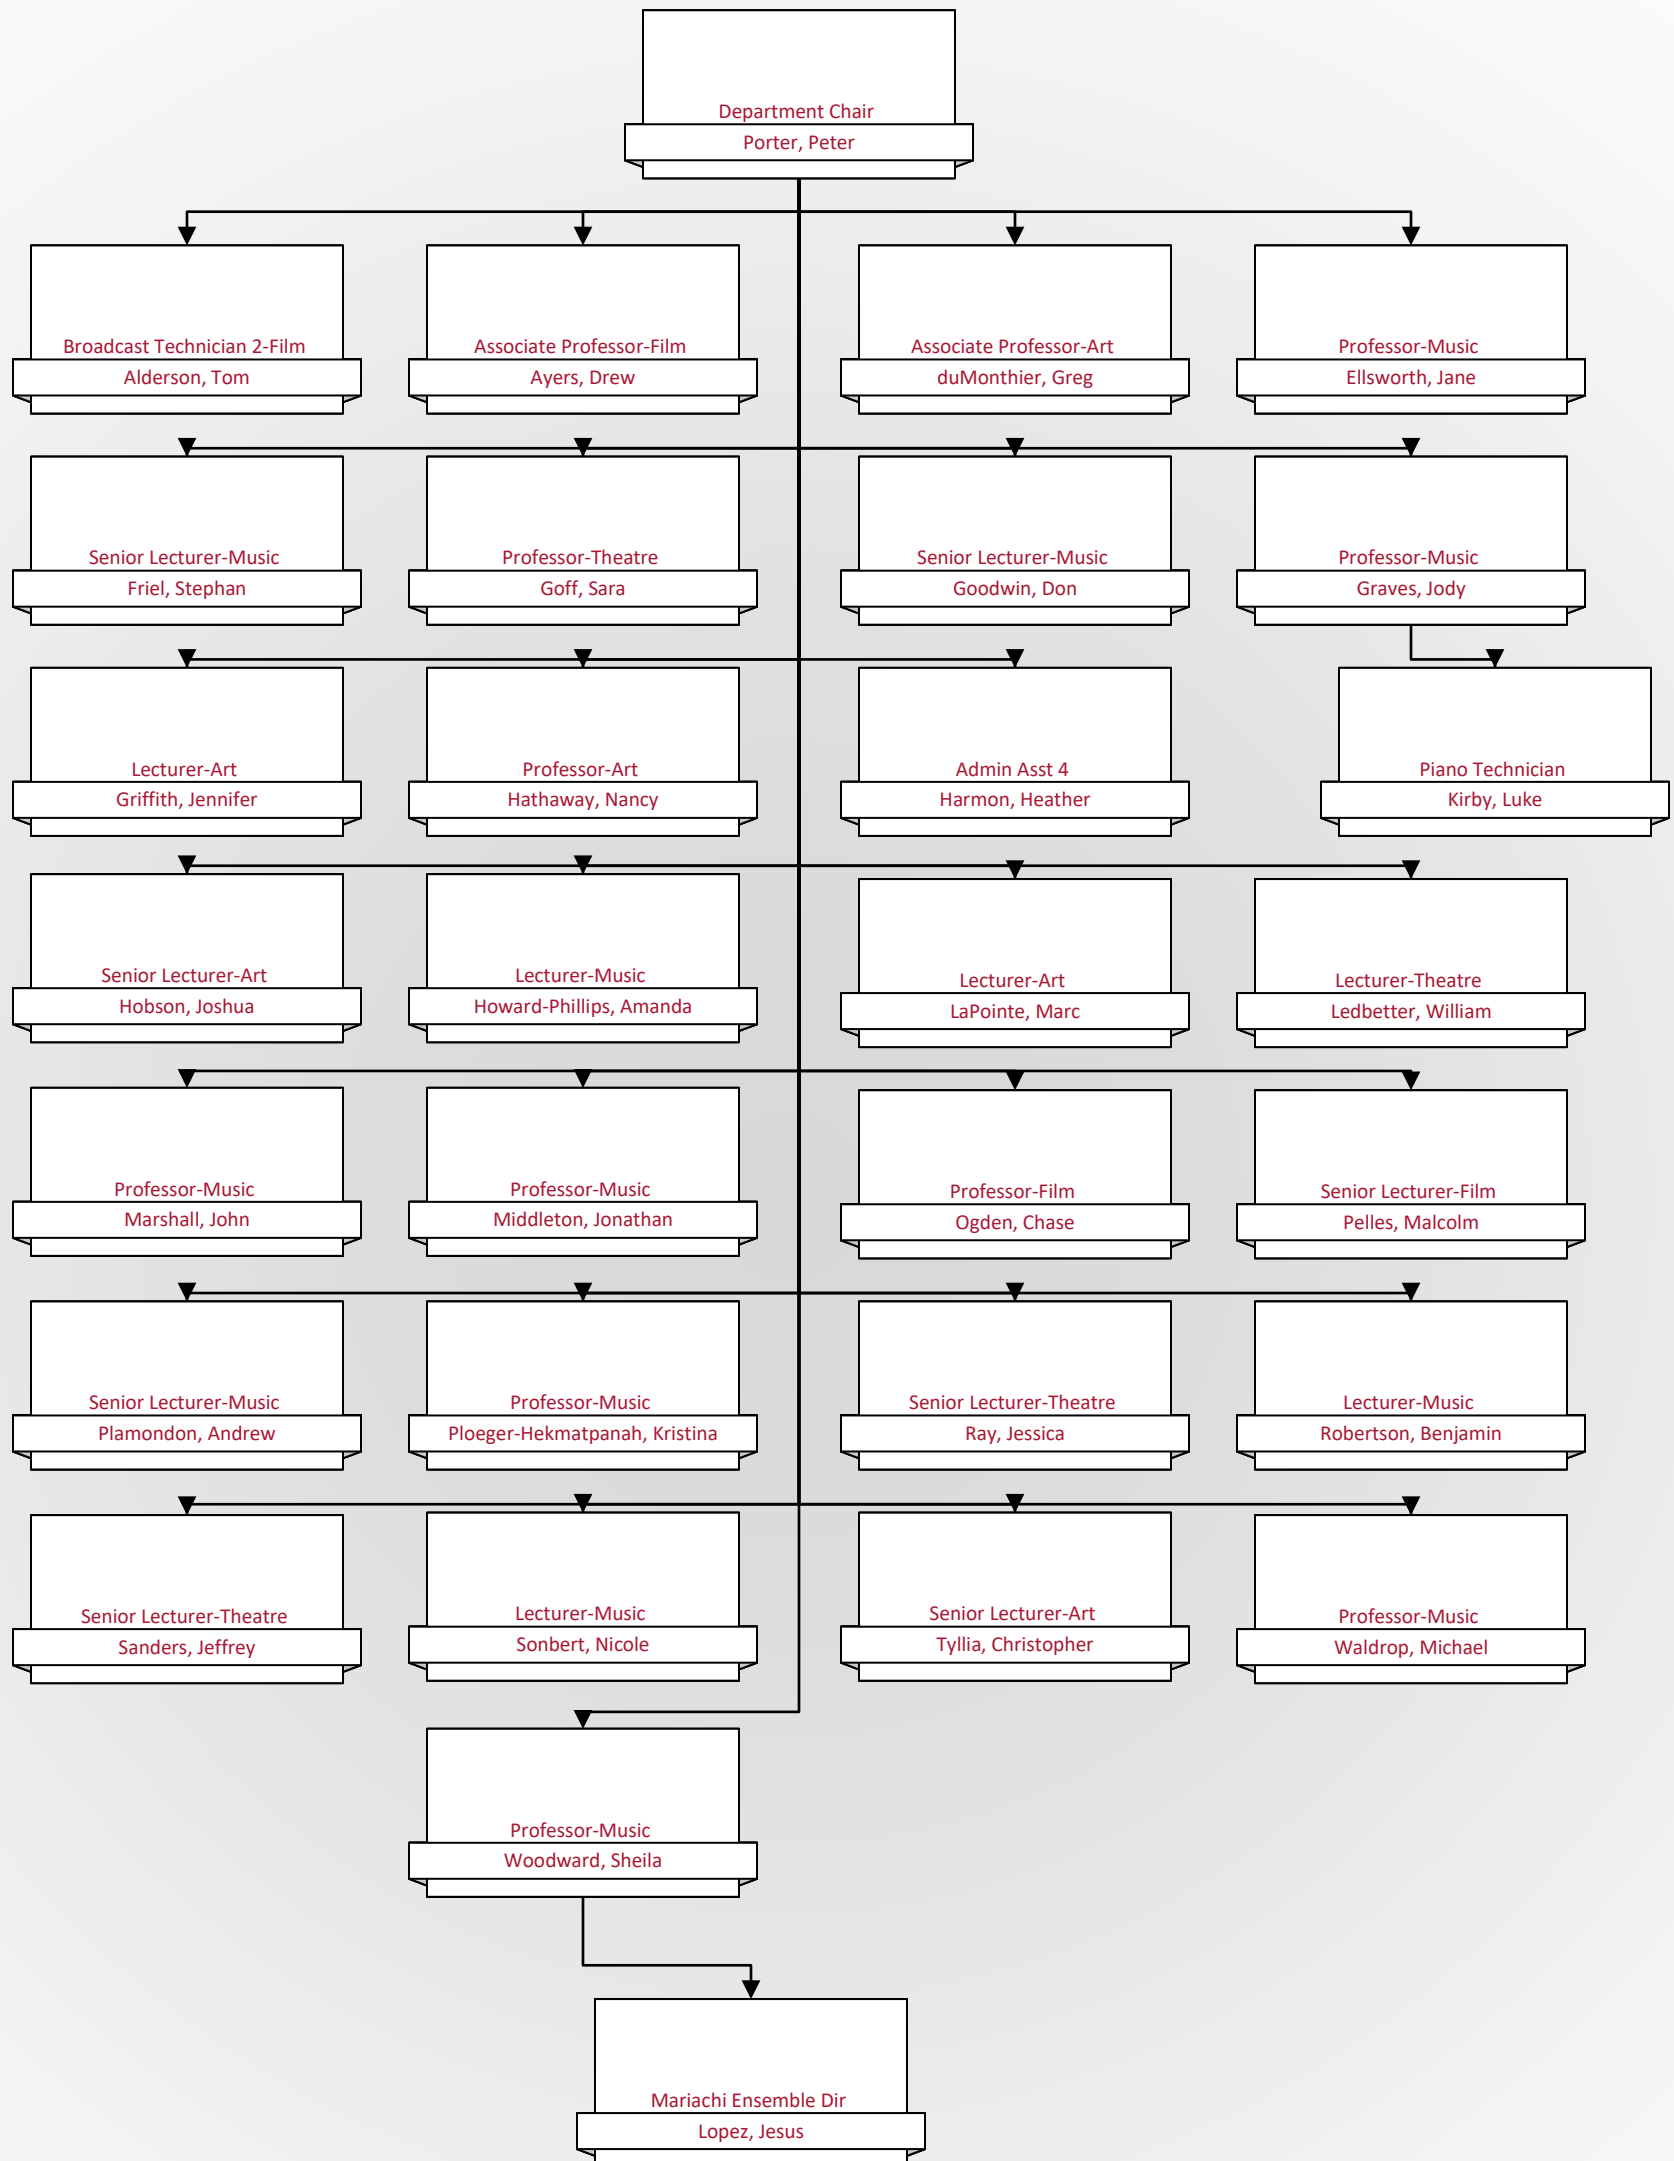 Department Chair
Porter, Peter
Broadcast Technician 2-Film
Alderson, Tom
Associate Professor-Film
Ayers, Drew
Associate Professor-Art
duMonthier, Greg
Professor-Music
Ellsworth, Jane
Senior Lecturer-Music
Friel, Stephan
Professor-Theatre
Goff, Sara
Senior Lecturer-Music
Goodwin, Don
Professor-Music
Graves, Jody
Lecturer-Art
Griffith, Jennifer
Professor-Art
Hathaway, Nancy
Admin Asst 4
Harmon, Heather
Piano Technician
Kirby, Luke
Senior Lecturer-Art
Hobson, Joshua
Lecturer-Music
Howard-Phillips, Amanda
Lecturer-Art
LaPointe, Marc
Lecturer-Theatre
Ledbetter, William
Professor-Music
Marshall, John
Professor-Music
Middleton, Jonathan
Professor-Film
Ogden, Chase
Senior Lecturer-Film
Pelles, Malcolm
Senior Lecturer-Music
Plamondon, Andrew
Professor-Music
Ploeger-Hekmatpanah, Kristina
Senior Lecturer-Theatre
Ray, Jessica
Lecturer-Music
Robertson, Benjamin
Senior Lecturer-Theatre
Sanders, Jeffrey
Lecturer-Music
Sonbert, Nicole
Senior Lecturer-Art
Tyllia, Christopher
Professor-Music
Waldrop, Michael
Professor-Music
Woodward, Sheila
Mariachi Ensemble Dir
Lopez, Jesus